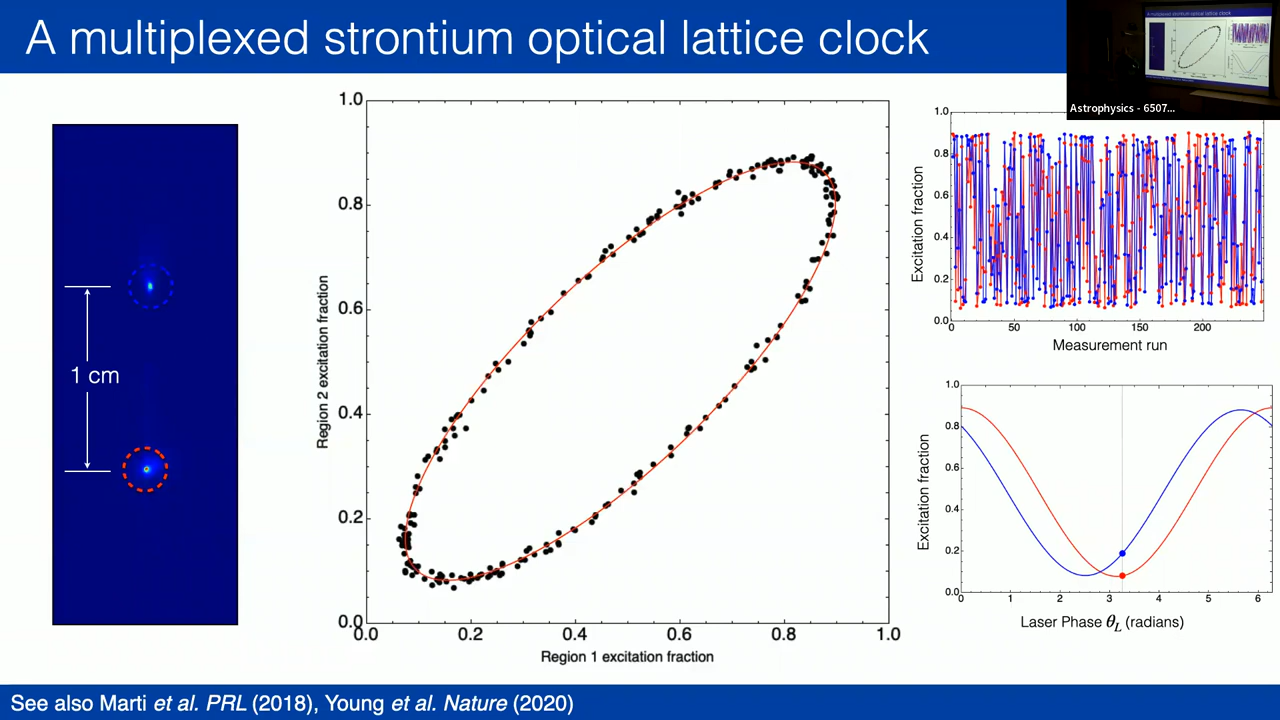 A multiplexed strontium optical lattice clock
Astrophysics - 6507...
1 cm
1.0
0.8
0.6
0.4
0.2
0.0
0.0 0.2 0.4 0.6 0.8 1.0
Region 2 excitation fraction
Region 1 excitation fraction
1.0
0.8
0.6
0.4
0.2
0.0
0 50 100 150 200
Excitation fraction
Measurement run
0.8
0.6
0.4
0.2
0.0
0 1 2 3 4 5 6
Excitation fraction
Laser Phase θL (radians)
See also Marti et al. PRL (2018), Young et al. Nature (2020)